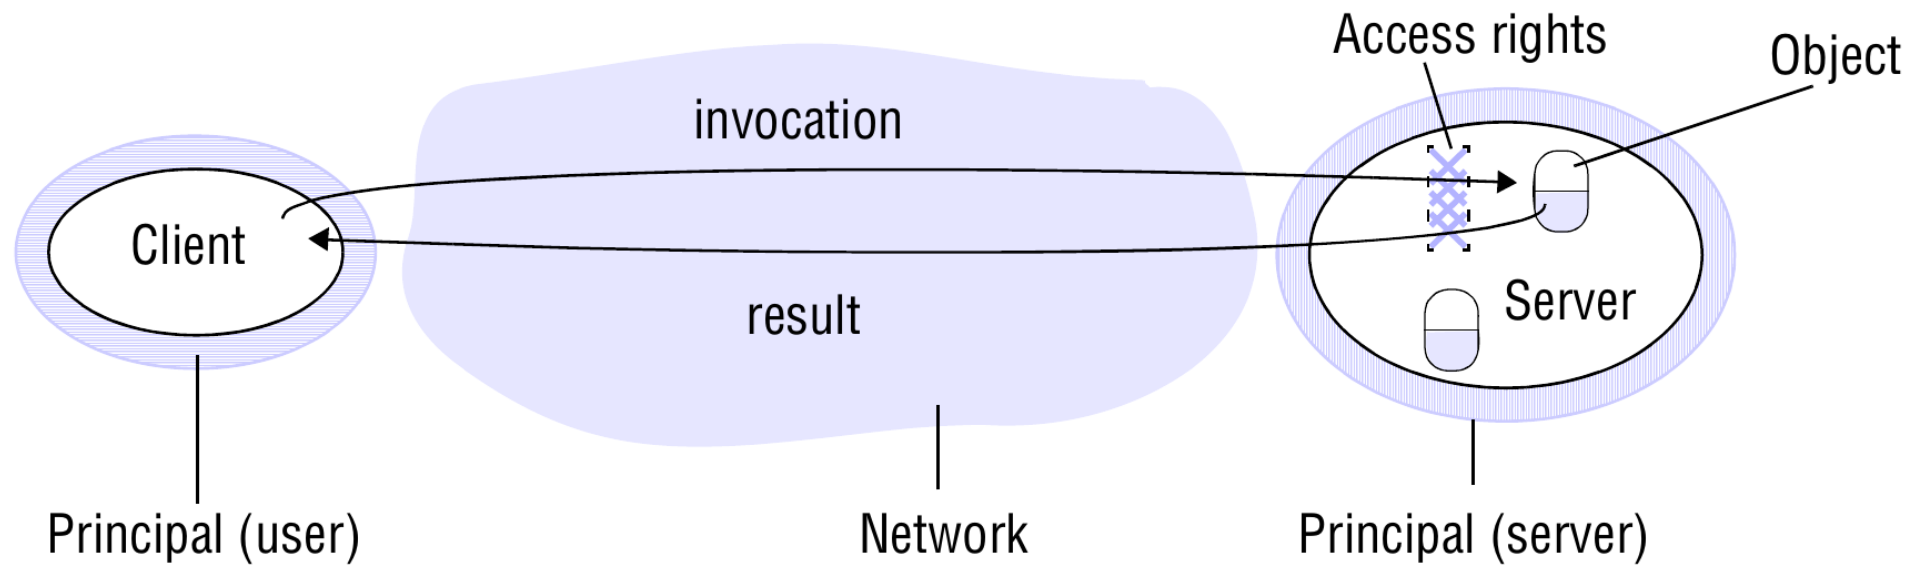 Access rights
Object
invocation
Client
result
Server
Principal (user)
Network
Principal (server)